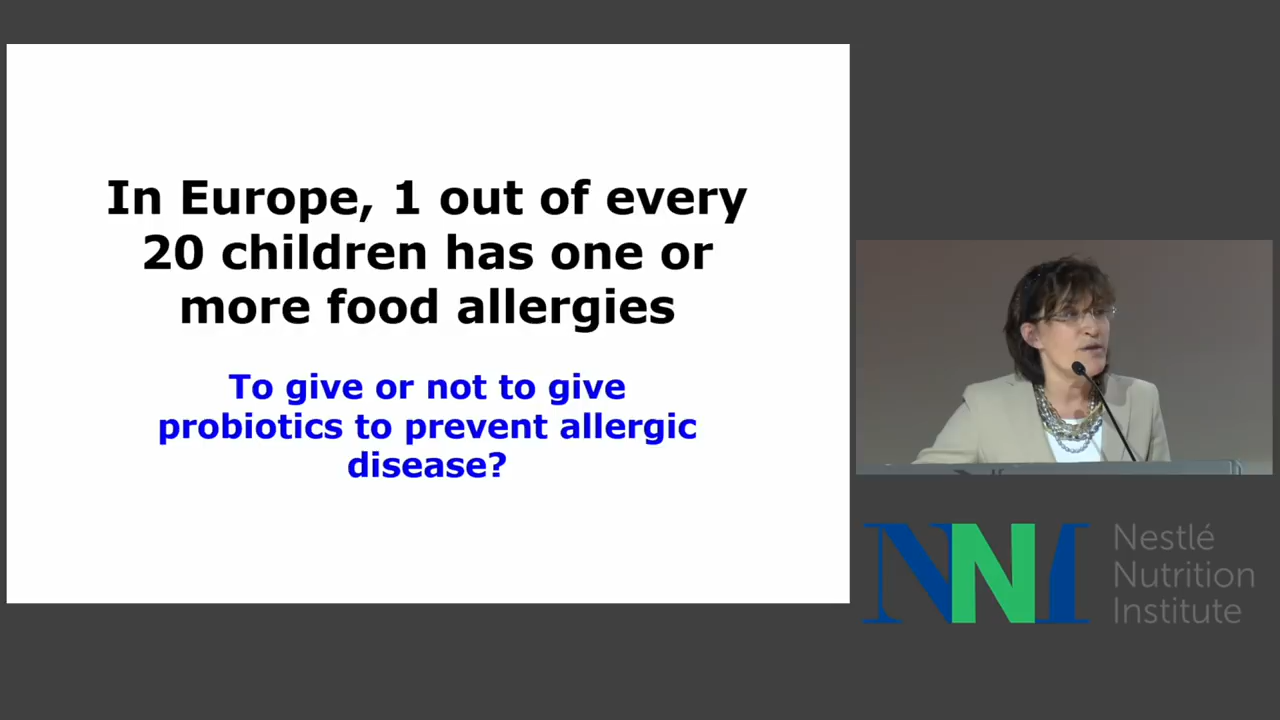 In Europe, 1 out of every
20 children has one or
more food allergies
To give or not to give
probiotics to prevent allergic
disease?
NNI
Nestlé
Nutrition
Institute